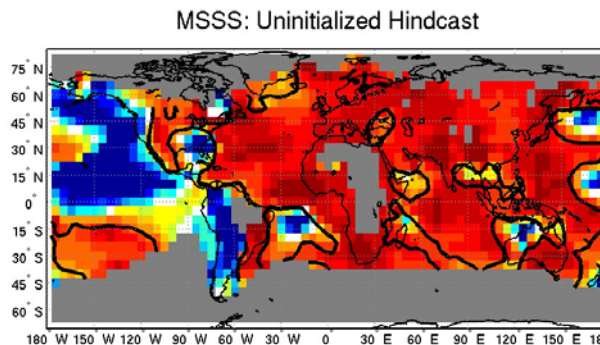 MSSS: Uninitialized Hindcast
75° N
60° N
45° N
30° N
15° N
0°
15° S
30° S
45° S
60° S
180° W 150° W 120° W 90° W 60° W 30° W 0° 30° E 60° E 90° E 120° E 150° E